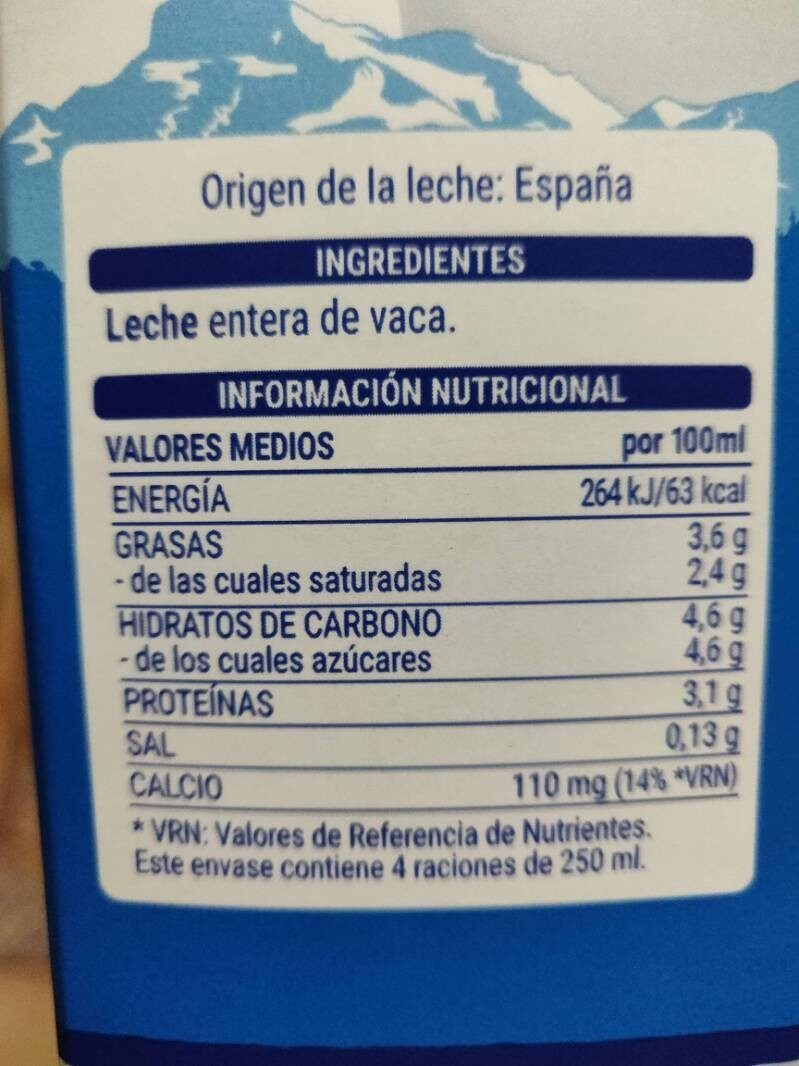 Origen de la leche: España
INGREDIENTES
Leche entera de vaca.
INFORMACIÓN NUTRICIONAL
VALORES MEDIOS por 100ml
ENERGÍA 264 kJ/63 kcal
GRASAS 3,6 g
- de las cuales saturadas 2,4 g
HIDRATOS DE CARBONO 4,6 g
- de los cuales azúcares 4,6 g
PROTEÍNAS 3,1 g
SAL 0,13 g
CALCIO 110 mg (14% *VRN)
* VRN: Valores de Referencia de Nutrientes.
Este envase contiene 4 raciones de 250 ml.